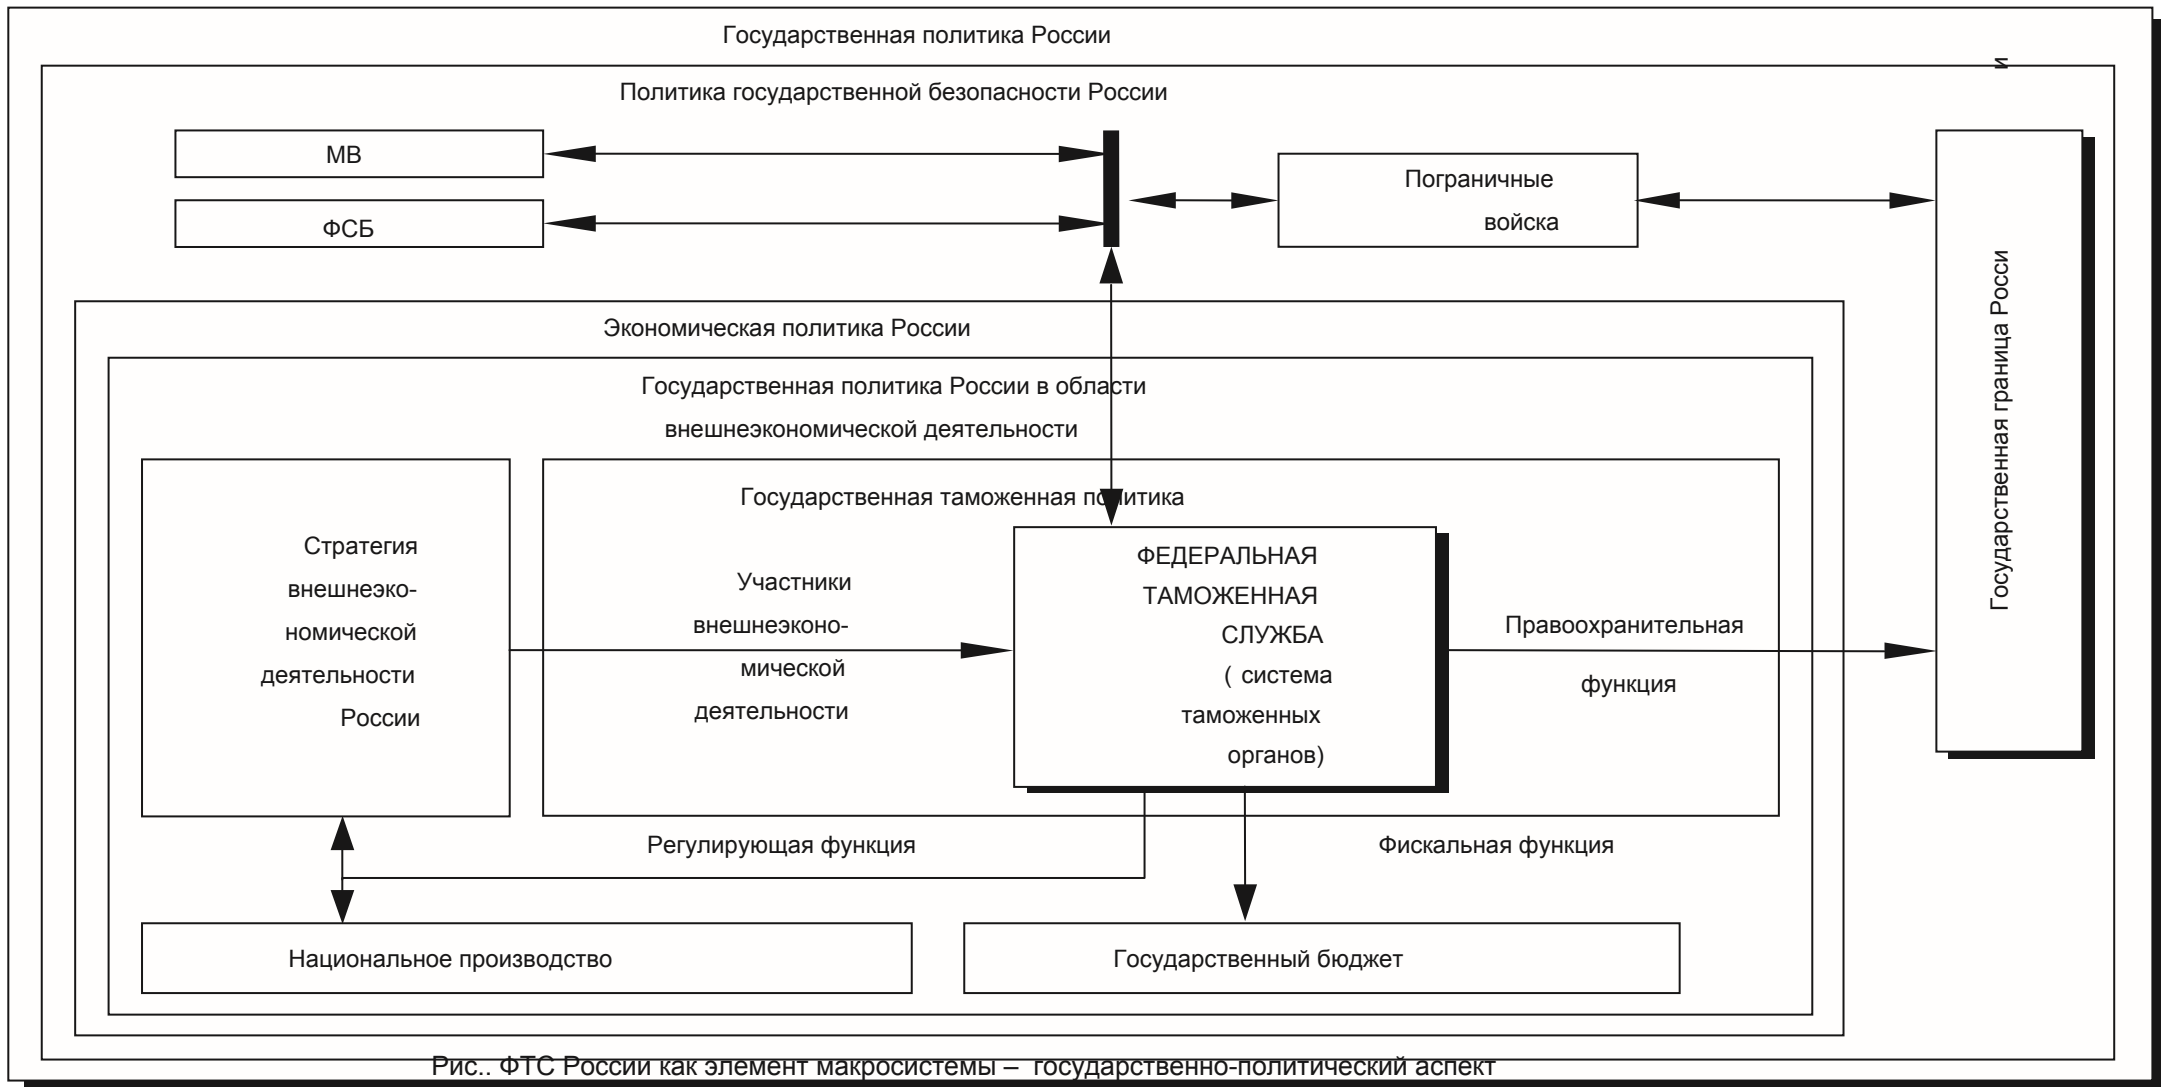 Государственная политика России
Политика государственной безопасности России
МВ
ФСБ
Пограничные
войска
Государственная граница Росси
и
Экономическая политика России
Государственная политика России в области
внешнеэкономической деятельности
Государственная таможенная политика
Стратегия
внешнеэко-
номической
деятельности
России
Участники
внешнеэконо-
мической
деятельности
ФЕДЕРАЛЬНАЯ
ТАМОЖЕННАЯ
СЛУЖБА
( система
таможенных
органов)
Правоохранительная
функция
Регулирующая функция
Фискальная функция
Национальное производство
Государственный бюджет
Рис.. ФТС России как элемент макросистемы – государственно-политический аспект